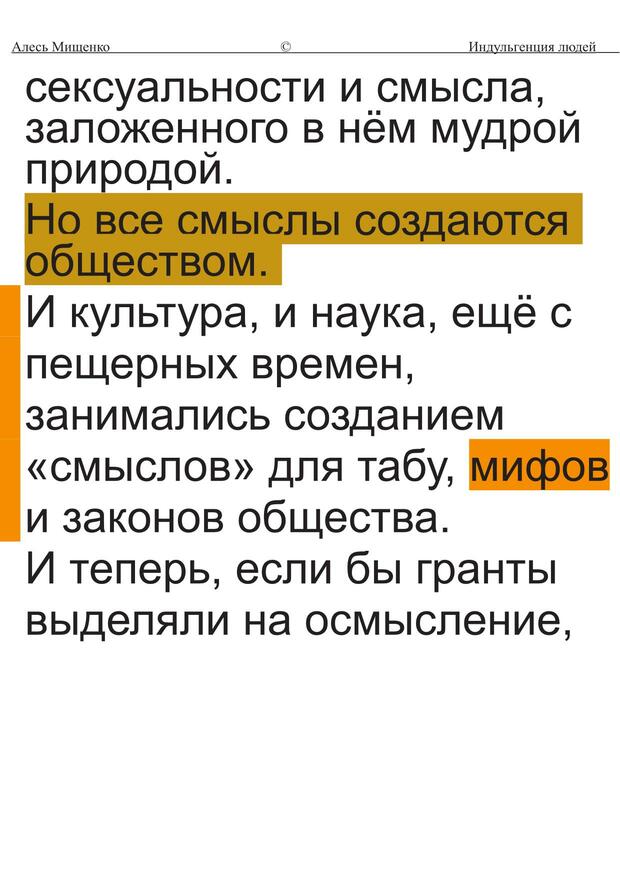 Алесь Мищенко © Индульгенция людей
сексуальности и смысла,
заложенного в нём мудрой
природой.
Но все смыслы создаются
обществом.
И культура, и наука, ещё с
пещерных времен,
занимались созданием
«смыслов» для табу, мифов
и законов общества.
И теперь, если бы гранты
выделяли на осмысление,